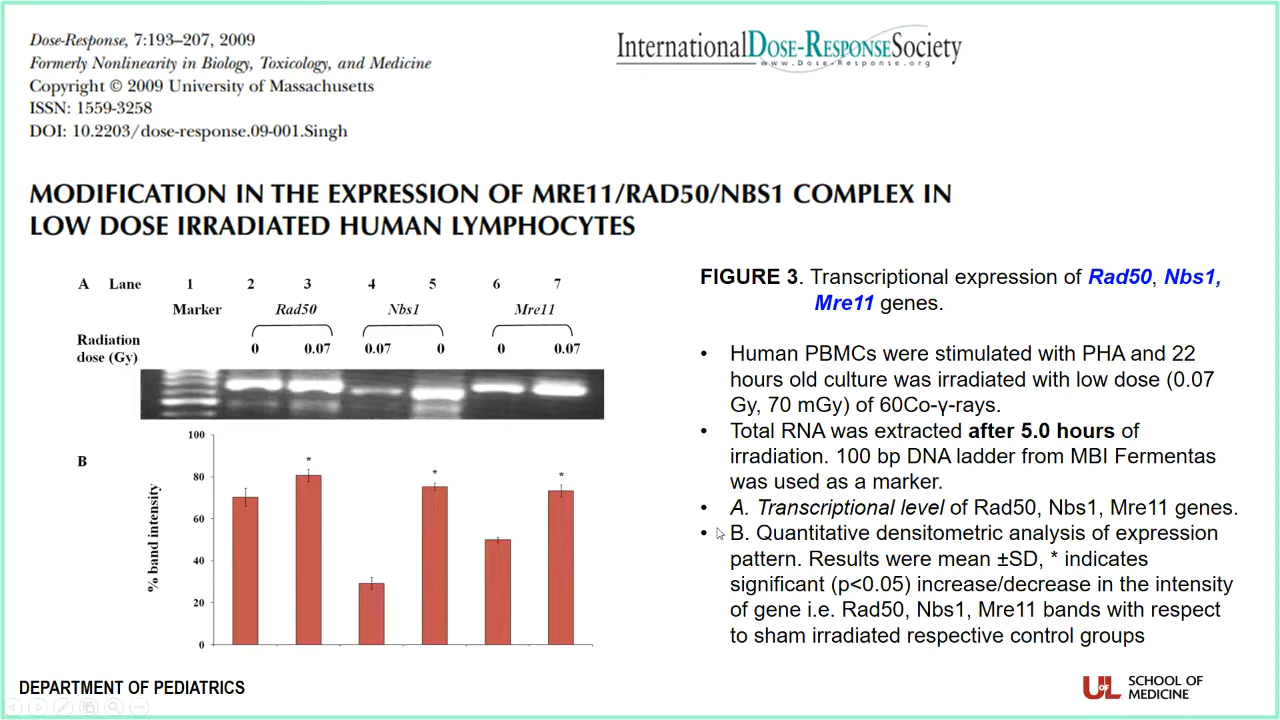 Dose-Response, 7:193–207, 2009
Formerly Nonlinearity in Biology, Toxicology, and Medicine
Copyright © 2009 University of Massachusetts
ISSN: 1559-3258
DOI: 10.2203/dose-response.09-001.Singh
InternationalDOSE-RESPONSESociety
www.Dose-Response.org
MODIFICATION IN THE EXPRESSION OF MRE11/RAD50/NBS1 COMPLEX IN
LOW DOSE IRRADIATED HUMAN LYMPHOCYTES
A Lane 1 2 3 4 5 6 7
Marker Rad50 Nbs1 Mre11
Radiation
dose (Gy)
0 0.07 0.07 0 0 0.07
B
% band intensity
100
80
60
40
20
0
* * *
FIGURE 3. Transcriptional expression of Rad50, Nbs1,
Mre11 genes.
• Human PBMCs were stimulated with PHA and 22
hours old culture was irradiated with low dose (0.07
Gy, 70 mGy) of 60Co-γ-rays.
• Total RNA was extracted after 5.0 hours of
irradiation. 100 bp DNA ladder from MBI Fermentas
was used as a marker.
• A. Transcriptional level of Rad50, Nbs1, Mre11 genes.
• B. Quantitative densitometric analysis of expression
pattern. Results were mean ±SD, * indicates
significant (p<0.05) increase/decrease in the intensity
of gene i.e. Rad50, Nbs1, Mre11 bands with respect
to sham irradiated respective control groups
DEPARTMENT OF PEDIATRICS
UofL
SCHOOL OF
MEDICINE